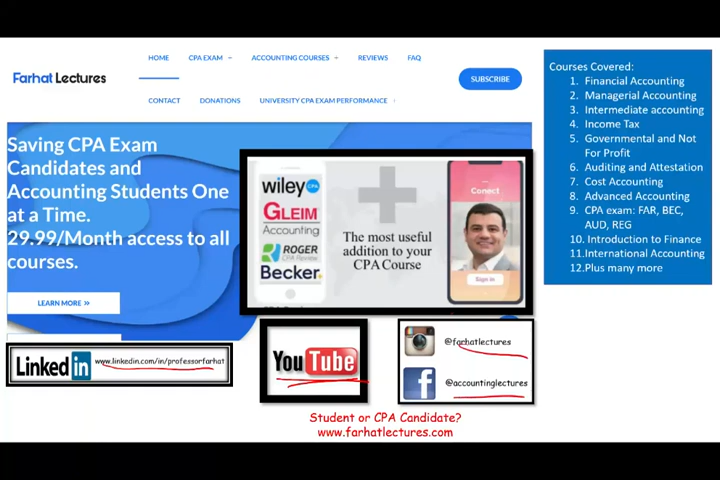 HOME CPA EXAM ACCOUNTING COURSES REVIEWS FAQ
Farhat Lectures
SUBSCRIBE
CONTACT DONATIONS UNIVERSITY CPA EXAM PERFORMANCE
Saving CPA Exam
Candidates and
Accounting Students One
at a Time.
29.99/Month access to all
courses.
LEARN MORE »
wiley CPA
GLEIM
Accounting
ROGER
CPA Review
Becker.
The most useful
addition to your
CPA Course
Conect
Sign in
Courses Covered:
1. Financial Accounting
2. Managerial Accounting
3. Intermediate accounting
4. Income Tax
5. Governmental and Not
For Profit
6. Auditing and Attestation
7. Cost Accounting
8. Advanced Accounting
9. CPA exam: FAR, BEC,
AUD, REG
10. Introduction to Finance
11.International Accounting
12.Plus many more
Linked in www.linkedin.com/in/professorfarhat
YouTube
@farhatlectures
@accountinglectures
Student or CPA Candidate?
www.farhatlectures.com